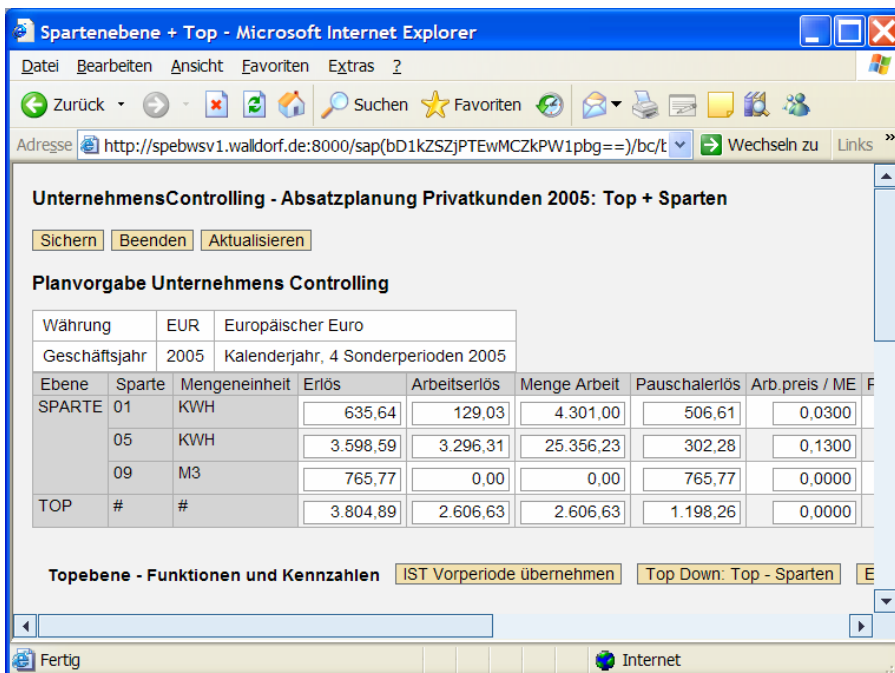 Spartenebene + Top - Microsoft Internet Explorer
Datei Bearbeiten Ansicht Favoriten Extras ?
Zurück Suchen Favoriten
Adresse http://spebwsv1.walldorf.de:8000/sap(bD1kZSZjPTEwMCZkPW1pbg==)/bc/b Wechseln zu Links »
UnternehmensControlling - Absatzplanung Privatkunden 2005: Top + Sparten
Sichern Beenden Aktualisieren
Planvorgabe Unternehmens Controlling
Währung EUR Europäischer Euro
Geschäftsjahr 2005 Kalenderjahr, 4 Sonderperioden 2005
Ebene Sparte Mengeneinheit Erlös Arbeitserlös Menge Arbeit Pauschalerlös Arb.preis / ME
SPARTE 01 KWH 635,64 129,03 4.301,00 506,61 0,0300
05 KWH 3.598,59 3.296,31 25.356,23 302,28 0,1300
09 M3 765,77 0,00 0,00 765,77 0,0000
TOP # # 3.804,89 2.606,63 2.606,63 1.198,26 0,0000
Topebene - Funktionen und Kennzahlen IST Vorperiode übernehmen Top Down: Top - Sparten E
Fertig Internet